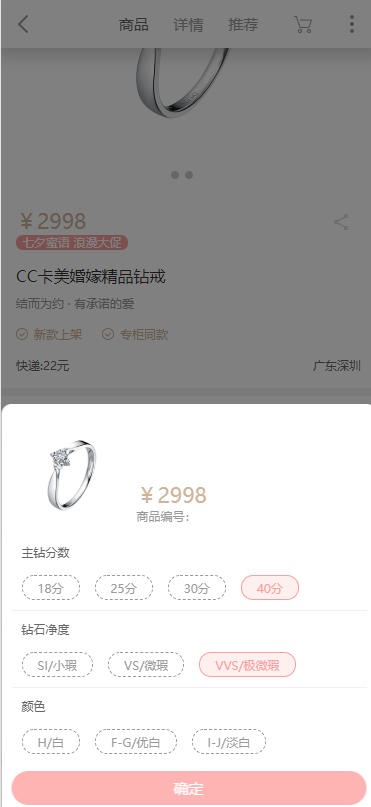 商品 详情 推荐
￥2998
七夕蜜语 浪漫大促
CC卡美婚嫁精品钻戒
结而为约·有承诺的爱
新款上架 专柜同款
快递:22元 广东深圳
￥2998
商品编号:
主钻分数
18分 25分 30分 40分
钻石净度
SI/小瑕 VS/微瑕 VVS/极微瑕
颜色
H/白 F-G/优白 I-J/淡白
确定